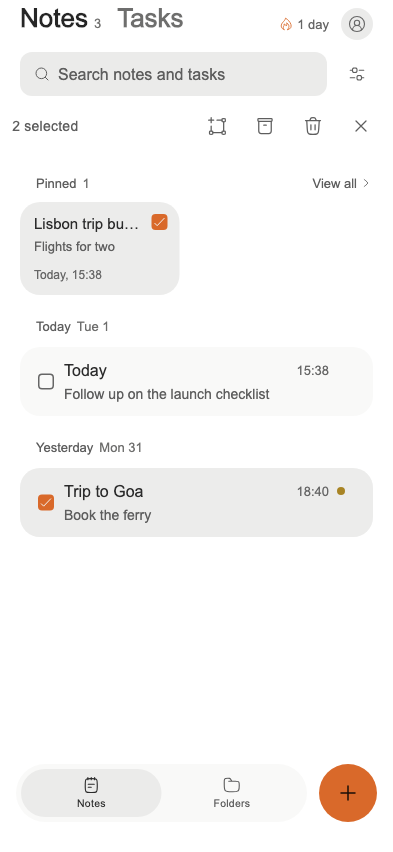 Notes 3 Tasks 1 day
Search notes and tasks
2 selected
Pinned 1 View all
Lisbon trip bu…
Flights for two
Today, 15:38
Today Tue 1
Today 15:38
Follow up on the launch checklist
Yesterday Mon 31
Trip to Goa 18:40
Book the ferry
Notes Folders